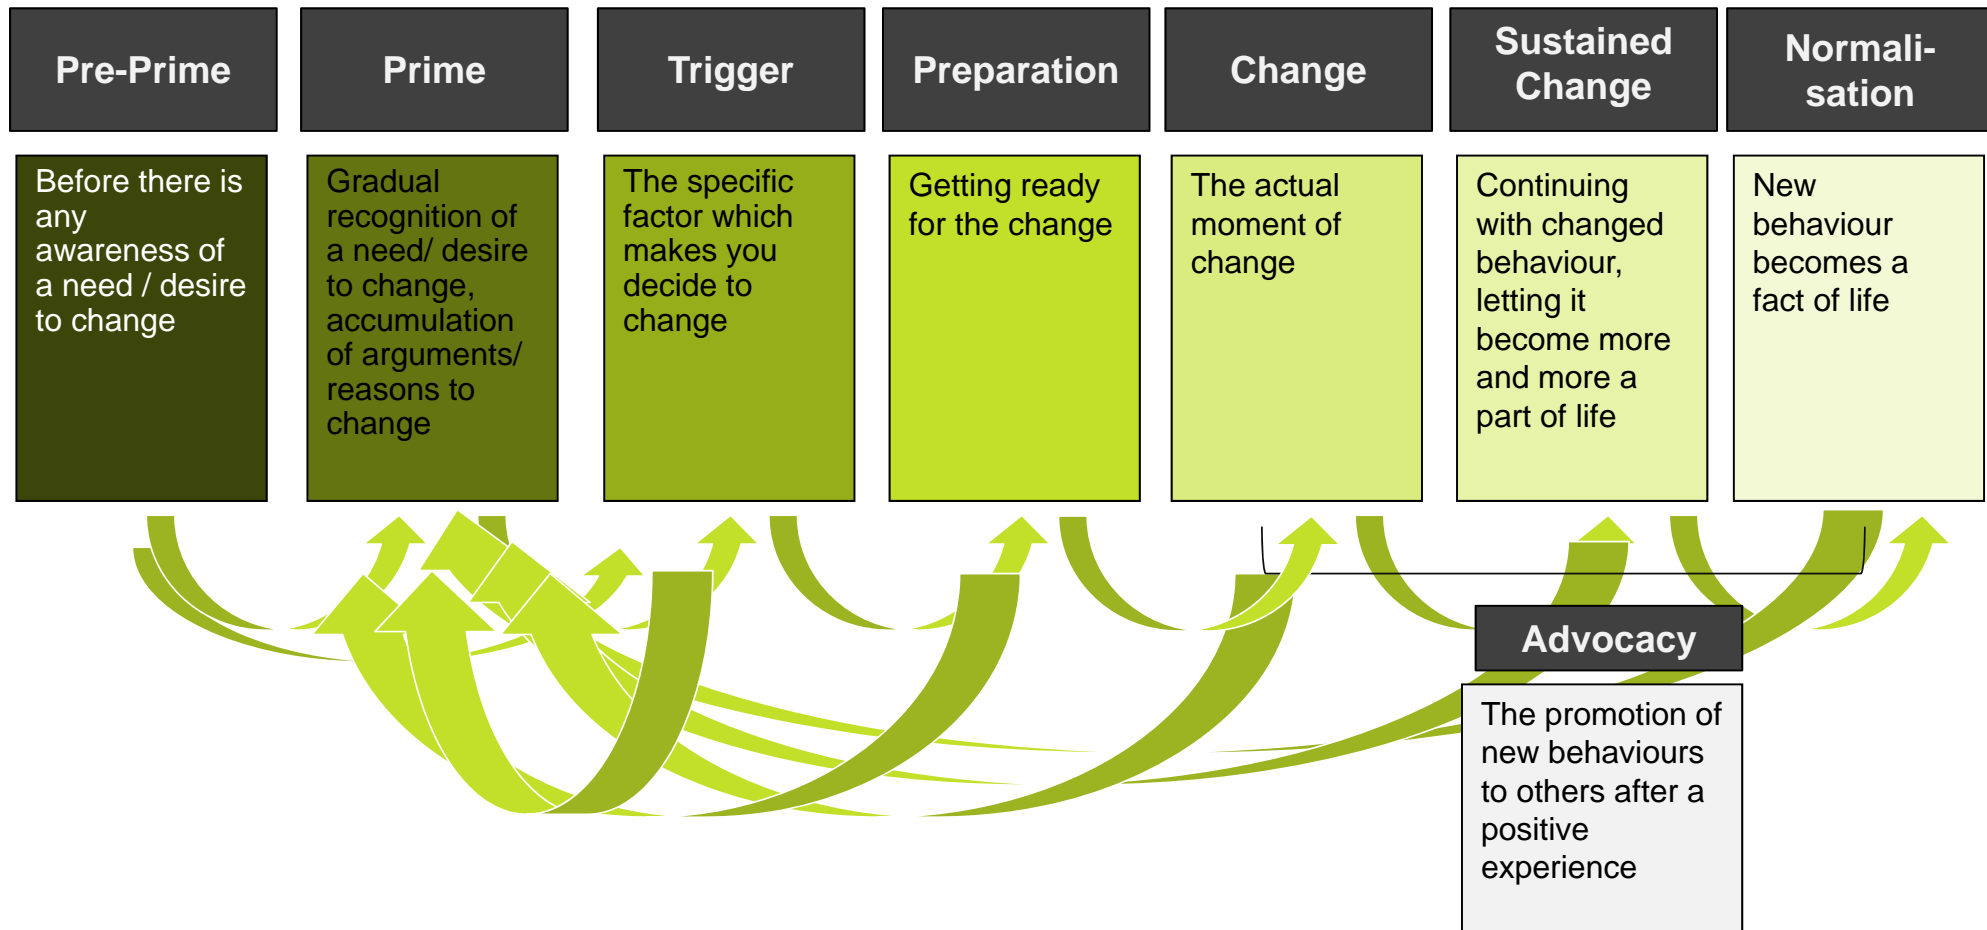 Pre-Prime
Prime
Trigger
Preparation
Change
Sustained
Change
Normali-
sation
Before there is
any
awareness of
a need / desire
to change
Gradual
recognition of
a need/ desire
to change,
accumulation
of arguments/
reasons to
change
The specific
factor which
makes you
decide to
change
Getting ready
for the change
The actual
moment of
change
Continuing
with changed
behaviour,
letting it
become more
and more a
part of life
New
behaviour
becomes a
fact of life
Advocacy
The promotion of
new behaviours
to others after a
positive
experience